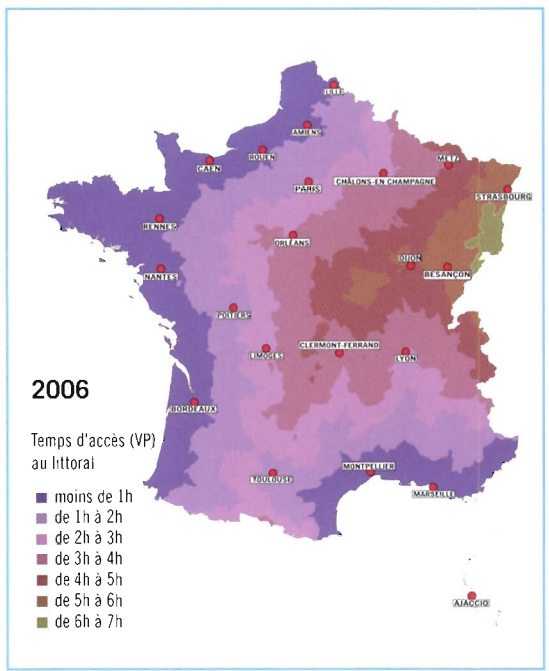 LILLE
AMIENS
ROUEN
CAEN
METZ
PARIS
CHÂLONS-EN CHAMPAGNE
STRASBOURG
RENNES
ORLÉANS
DIJON
BESANÇON
NANTES
POITIERS
CLERMONT-FERRAND
LIMOGES
LYON
2006
BORDEAUX
Temps d'accès (VP)
au littoral
MONTPELLIER
TOULOUSE
MARSEILLE
moins de 1h
de 1h à 2h
de 2h à 3h
de 3h à 4h
de 4h à 5h
de 5h à 6h
de 6h à 7h
AJACCIO